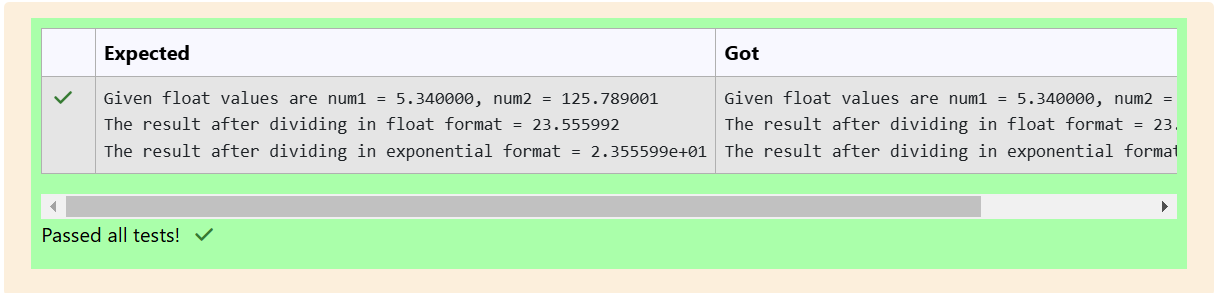 Expected Got
Given float values are num1 = 5.340000, num2 = 125.789001 Given float values are num1 = 5.340000, num2 =
The result after dividing in float format = 23.555992 The result after dividing in float format = 23.
The result after dividing in exponential format = 2.355599e+01 The result after dividing in exponential format
Passed all tests!